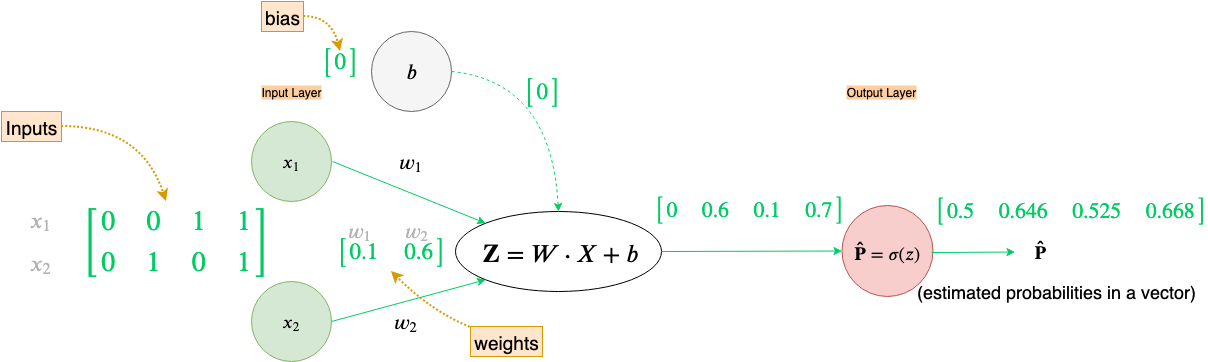 bias
[0]
b
Input Layer
[0]
Output Layer
Inputs
x₁
w₁
x₁ [0 0 1 1]
x₂ [0 1 0 1]
w₁ w₂
[0.1 0.6]
Z = W · X + b
[0 0.6 0.1 0.7]
P̂ = σ(z)
[0.5 0.646 0.525 0.668]
P̂
(estimated probabilities in a vector)
x₂
w₂
weights